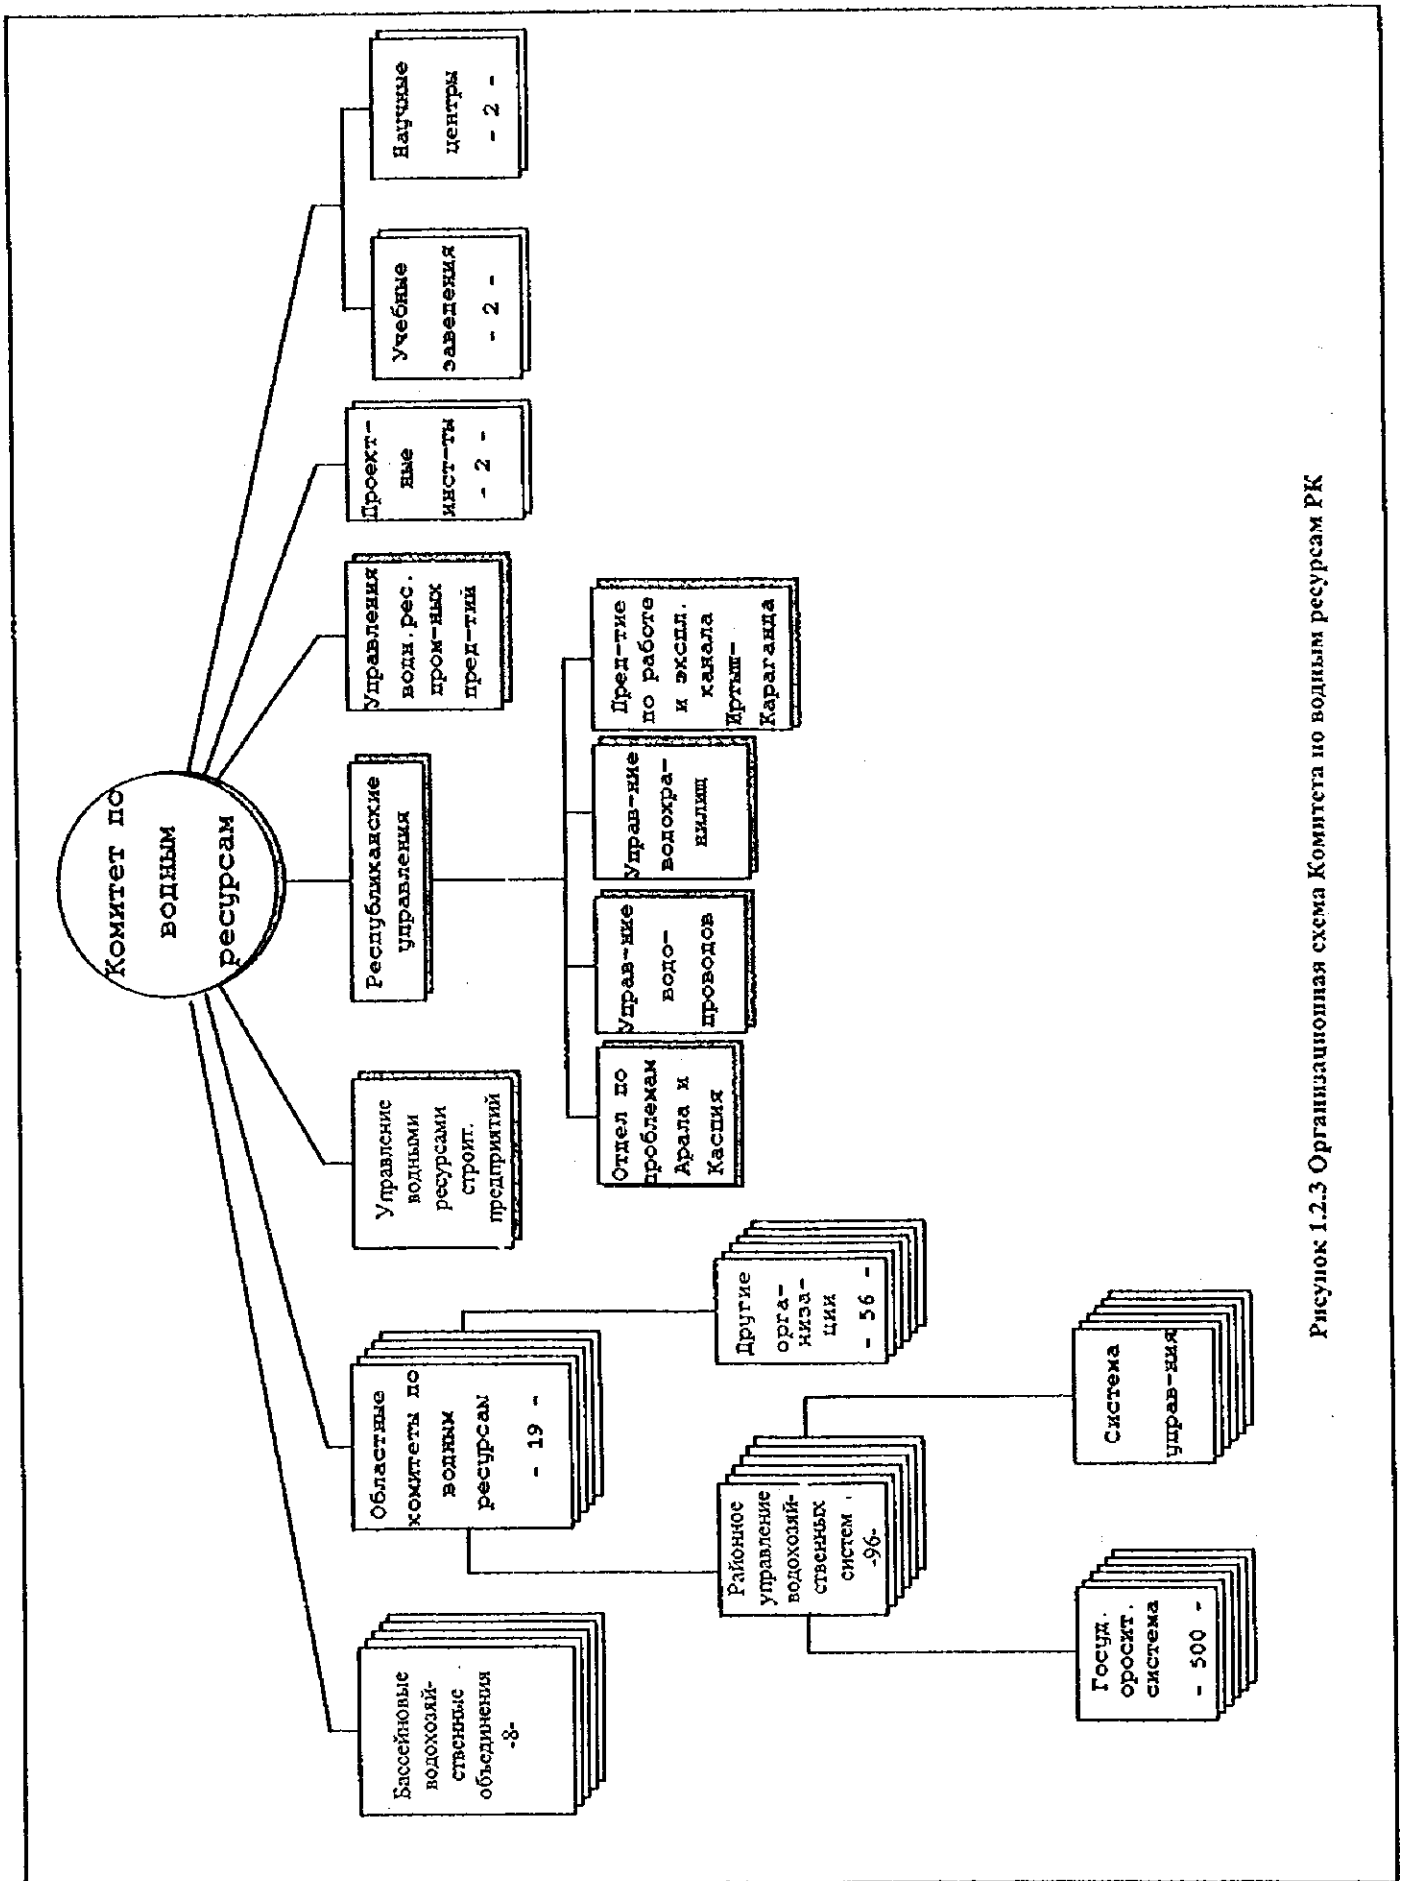 Комитет по
водным
ресурсам
Бассейновые
водохозяй-
ственные
объединения
-8-
Областные
комитеты по
водным
ресурсам
- 19 -
Управление
водными
ресурсами
строит.
предприятий
Республиканские
управления
Управления
водн.рес.
пром-ных
пред-тий
Проект-
ные
инст-ты
- 2 -
Учебные
заведения
- 2 -
Научные
центры
- 2 -
Отдел по
проблемам
Арала и
Каспия
Управ-ние
водо-
проводов
Управ-ние
водохра-
нилищ
Пред-тие
по работе
и экспл.
канала
Иртыш-
Караганда
Районное
управление
водохозяй-
ственных
систем
-96-
Другие
орга-
низа-
ции
- 56 -
Госуд.
оросит.
система
- 500 -
Система
управ-ния
Рисунок 1.2.3 Организационная схема Комитета по водным ресурсам РК